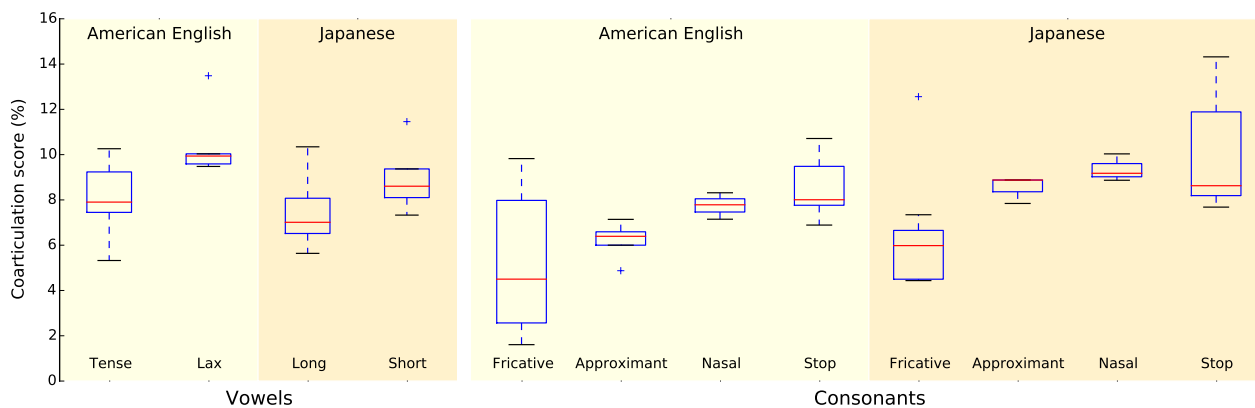 16
14
12
10
8
6
4
2
0
Coarticulation score (%)
American English
Japanese
American English
Japanese
Tense
Lax
Long
Short
Fricative
Approximant
Nasal
Stop
Fricative
Approximant
Nasal
Stop
Vowels
Consonants